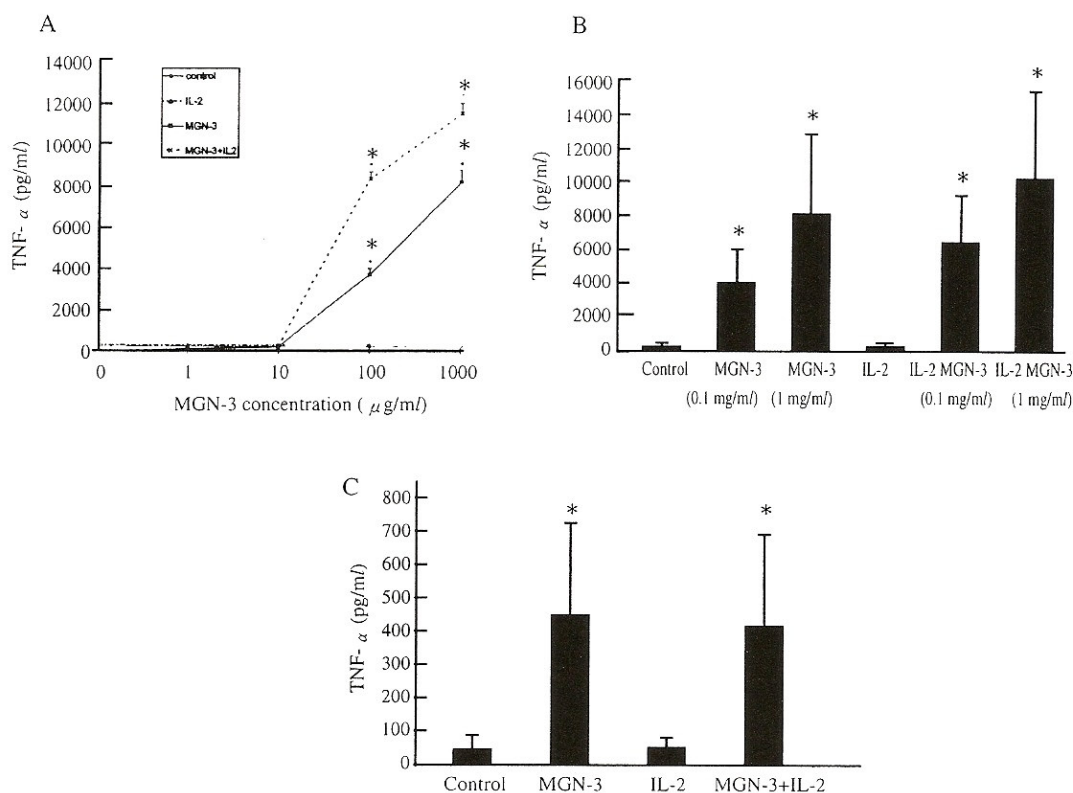 A
14000
12000
10000
8000
6000
4000
2000
0
TNF- α (pg/ml)
control
IL-2
MGN-3
MGN-3+IL2
*
*
*
*
0 1 10 100 1000
MGN-3 concentration ( μg/ml)
B
16000
14000
12000
10000
8000
6000
4000
2000
0
TNF- α (pg/ml)
*
*
*
*
Control MGN-3 MGN-3 IL-2 IL-2 MGN-3 IL-2 MGN-3
(0.1 mg/ml) (1 mg/ml) (0.1 mg/ml) (1 mg/ml)
C
800
700
600
500
400
300
200
100
0
TNF- α (pg/ml)
*
*
Control MGN-3 IL-2 MGN-3+IL-2